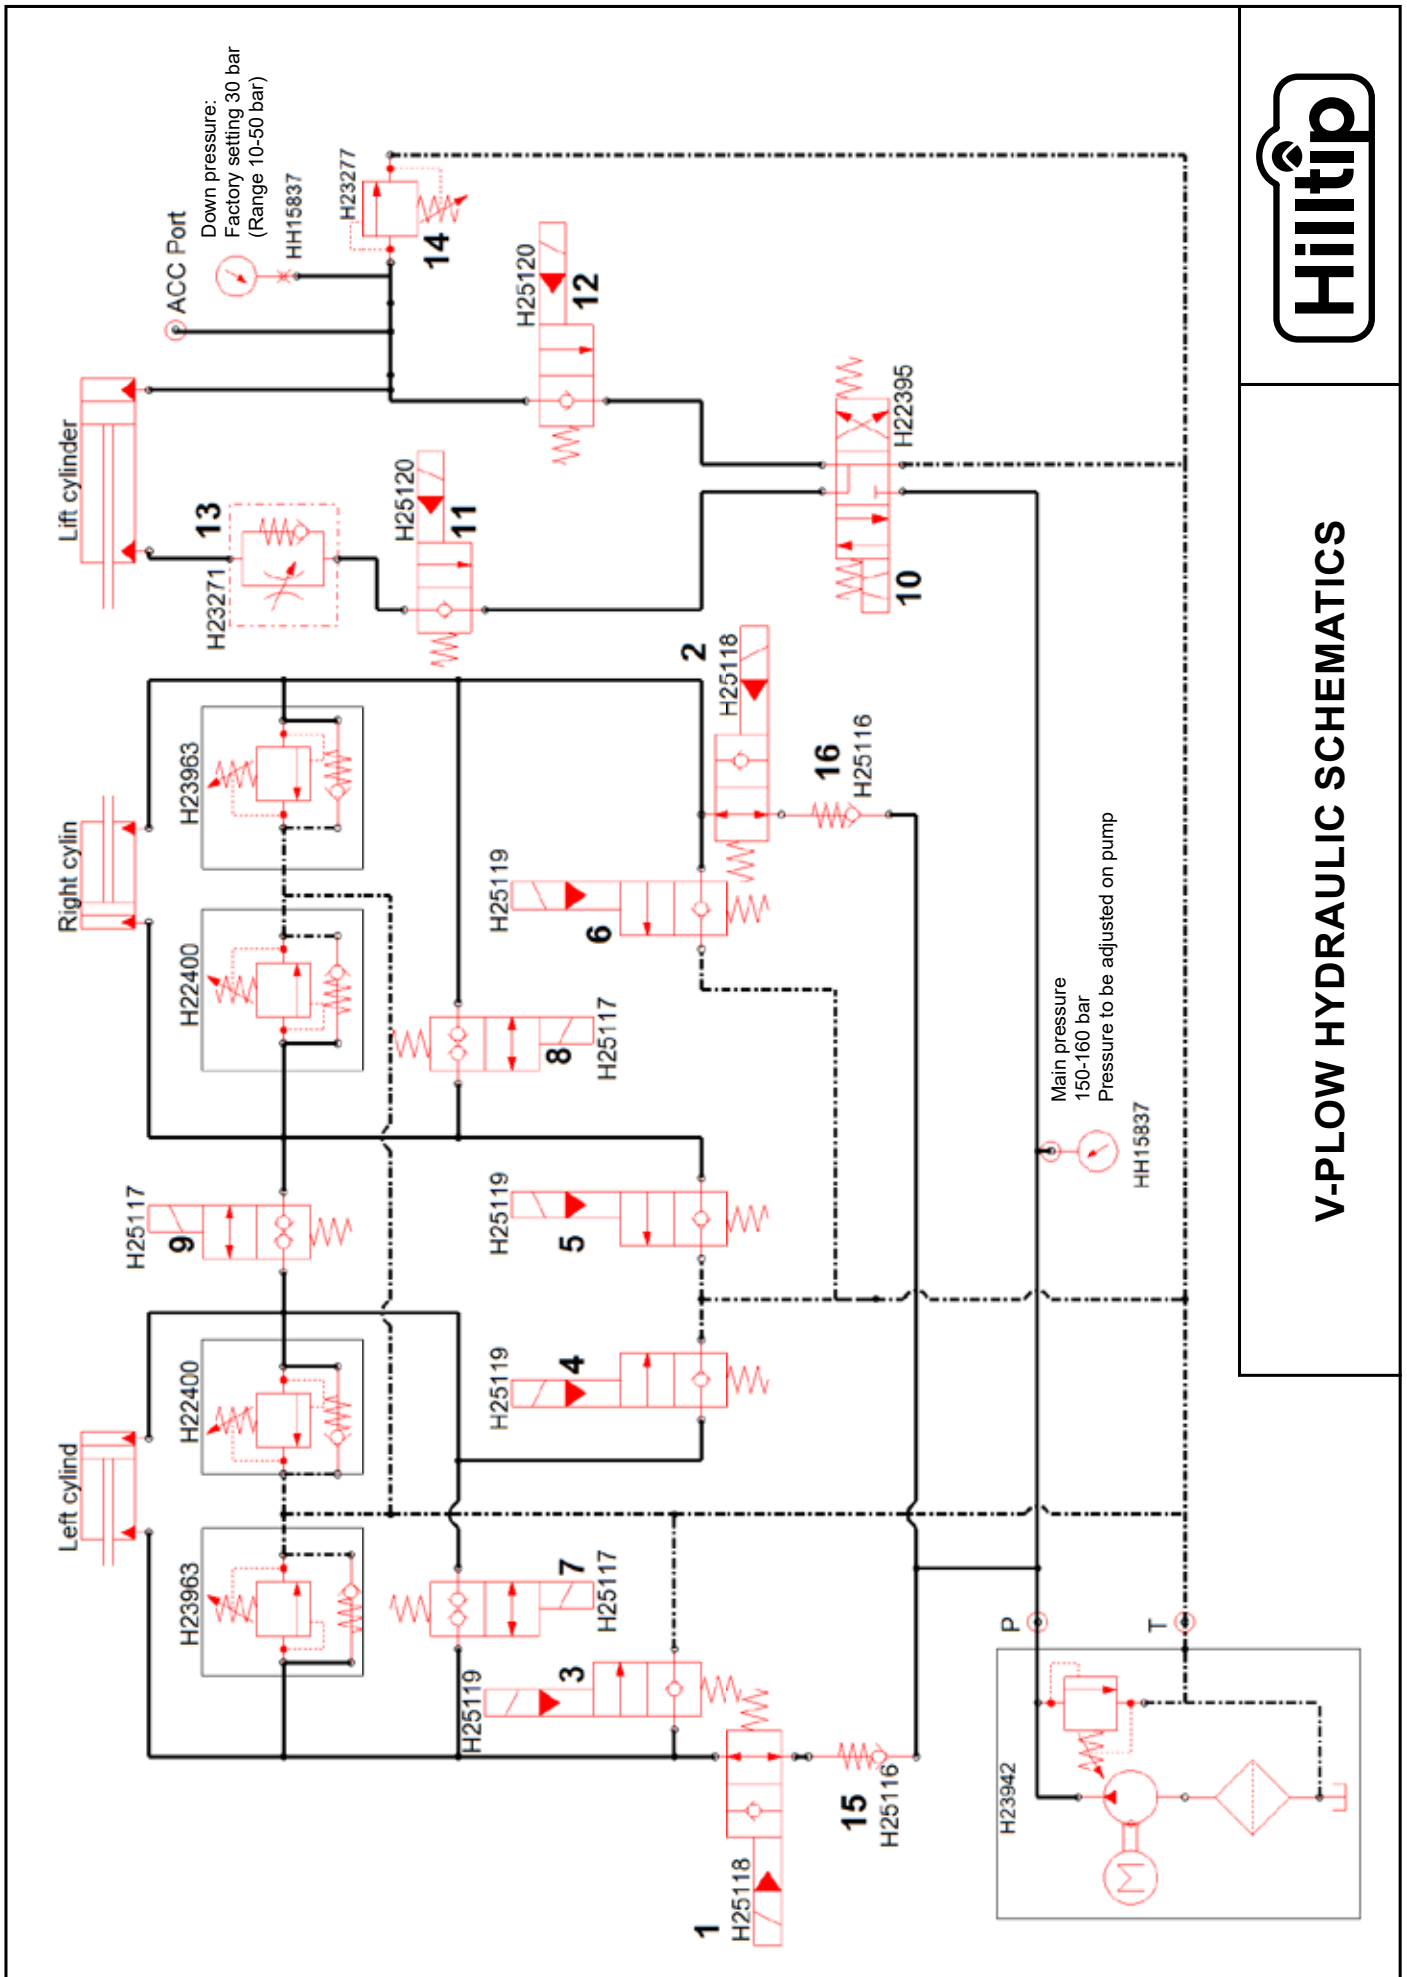 Left cylind
Right cylin
Lift cylinder
ACC Port
Down pressure:
Factory setting 30 bar
(Range 10-50 bar)
HH15837
H23963
H22400
H25117
9
H22400
H23963
H23271
13
H23277
14
H25120
11
H25120
12
H25117
7
H25117
8
H25119
3
H25119
4
H25119
5
H25119
6
H25118
1
H25118
2
15
H25116
16
H25116
10
H22395
Main pressure
150-160 bar
Pressure to be adjusted on pump
HH15837
P
T
H23942
M
V-PLOW HYDRAULIC SCHEMATICS
Hilltip